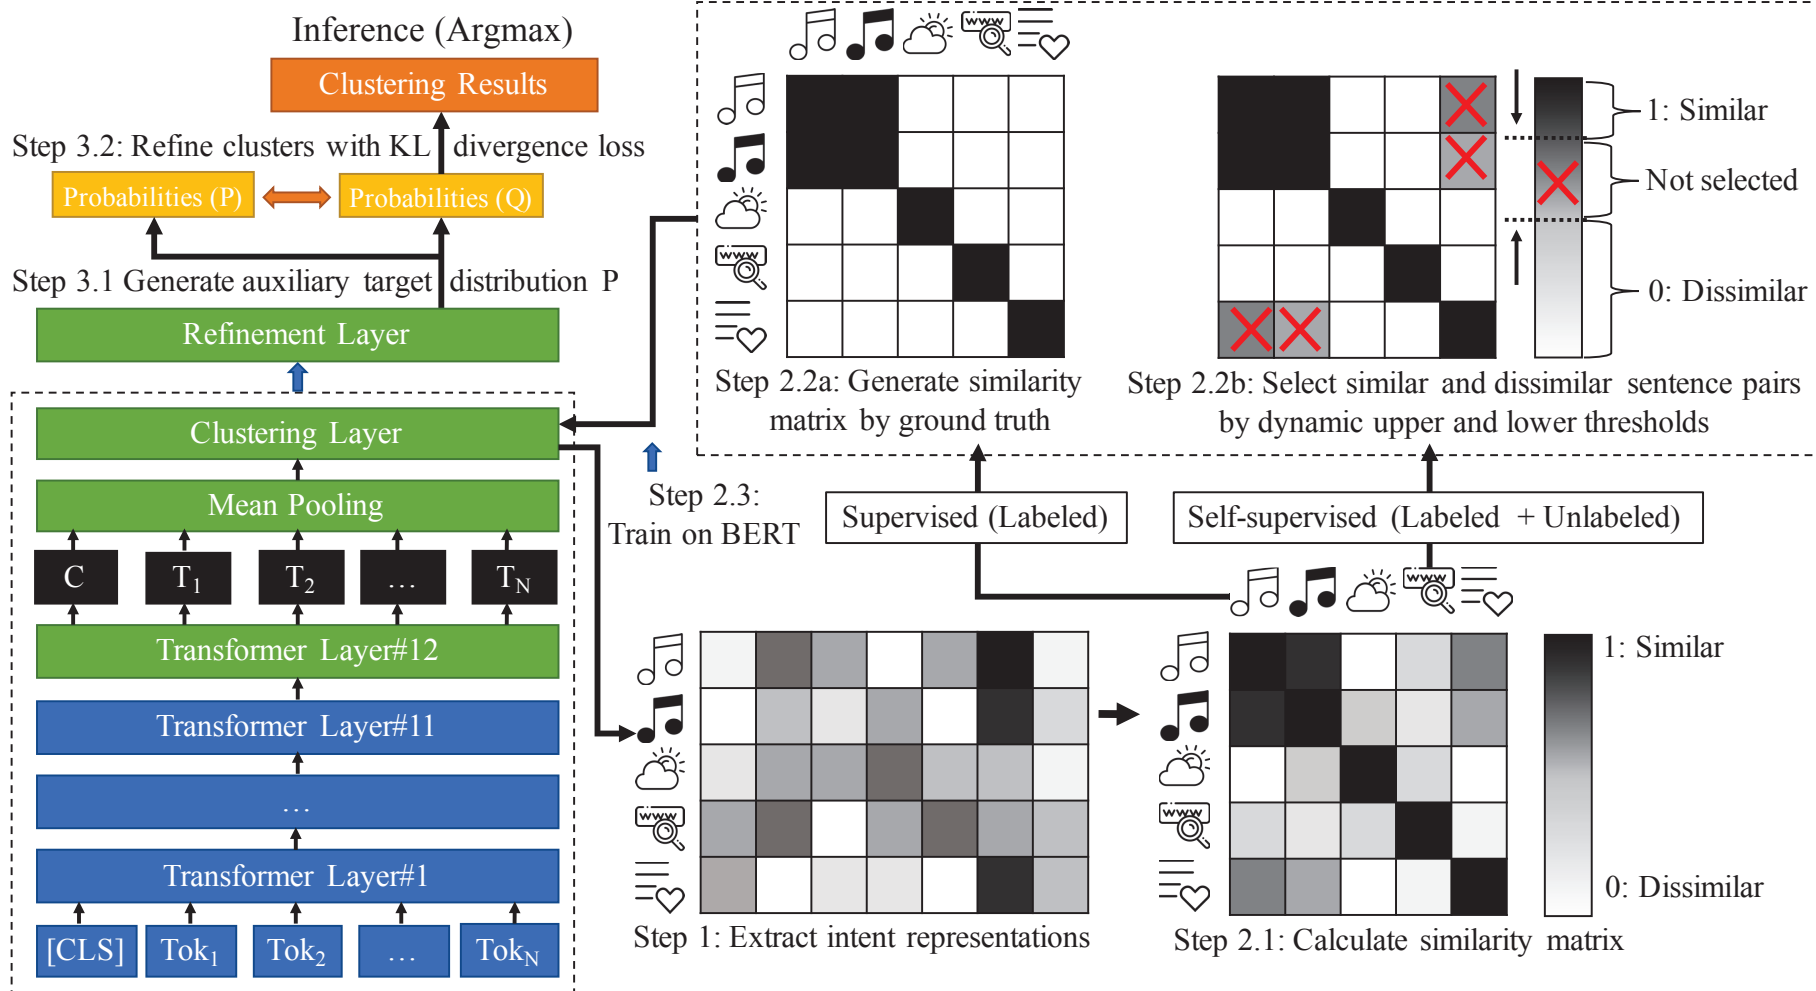 Inference (Argmax)
Clustering Results
Step 3.2: Refine clusters with KL divergence loss
Probabilities (P)
Probabilities (Q)
Step 3.1 Generate auxiliary target distribution P
Refinement Layer
Clustering Layer
Mean Pooling
C
T1
T2
...
TN
Transformer Layer#12
Transformer Layer#11
...
Transformer Layer#1
[CLS]
Tok1
Tok2
...
TokN
www
www
1: Similar
Not selected
0: Dissimilar
Step 2.2a: Generate similarity
matrix by ground truth
Step 2.2b: Select similar and dissimilar sentence pairs
by dynamic upper and lower thresholds
Step 2.3:
Train on BERT
Supervised (Labeled)
Self-supervised (Labeled + Unlabeled)
www
www
www
1: Similar
0: Dissimilar
Step 1: Extract intent representations
Step 2.1: Calculate similarity matrix